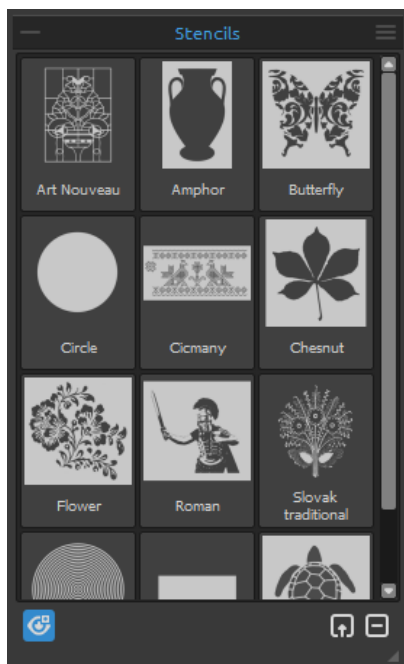 Stencils
Art Nouveau
Amphor
Butterfly
Circle
Cicmany
Chesnut
Flower
Roman
Slovak
traditional